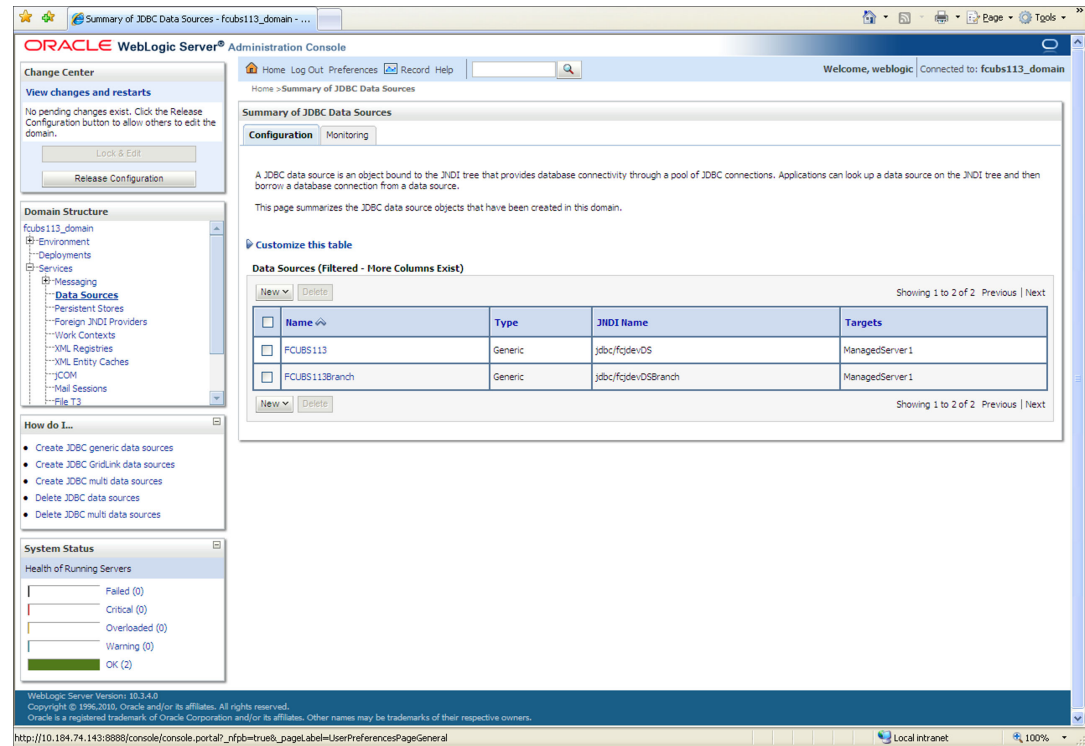 Summary of JDBC Data Sources - fcubs113_domain - ...
Page
Tools
»
ORACLE WebLogic Server® Administration Console
Change Center
View changes and restarts
No pending changes exist. Click the Release
Configuration button to allow others to edit the
domain.
Lock & Edit
Release Configuration
Domain Structure
fcubs113_domain
Environment
Deployments
Services
Messaging
Data Sources
Persistent Stores
Foreign JNDI Providers
Work Contexts
XML Registries
XML Entity Caches
jCOM
Mail Sessions
File T3
How do I...
Create JDBC generic data sources
Create JDBC GridLink data sources
Create JDBC multi data sources
Delete JDBC data sources
Delete JDBC multi data sources
System Status
Health of Running Servers
Failed (0)
Critical (0)
Overloaded (0)
Warning (0)
OK (2)
Home Log Out Preferences Record Help
Welcome, weblogic Connected to: fcubs113_domain
Home >Summary of JDBC Data Sources
Summary of JDBC Data Sources
Configuration Monitoring
A JDBC data source is an object bound to the JNDI tree that provides database connectivity through a pool of JDBC connections. Applications can look up a data source on the JNDI tree and then
borrow a database connection from a data source.
This page summarizes the JDBC data source objects that have been created in this domain.
Customize this table
Data Sources (Filtered - More Columns Exist)
New Delete Showing 1 to 2 of 2 Previous | Next
Name Type JNDI Name Targets
FCUBS113 Generic jdbc/fcjdevDS ManagedServer1
FCUBS113Branch Generic jdbc/fcjdevDSBranch ManagedServer1
New Delete Showing 1 to 2 of 2 Previous | Next
WebLogic Server Version: 10.3.4.0
Copyright © 1996,2010, Oracle and/or its affiliates. All rights reserved.
Oracle is a registered trademark of Oracle Corporation and/or its affiliates. Other names may be trademarks of their respective owners.
http://10.184.74.143:8888/console/console.portal?_nfpb=true&_pageLabel=UserPreferencesPageGeneral
Local intranet
100%